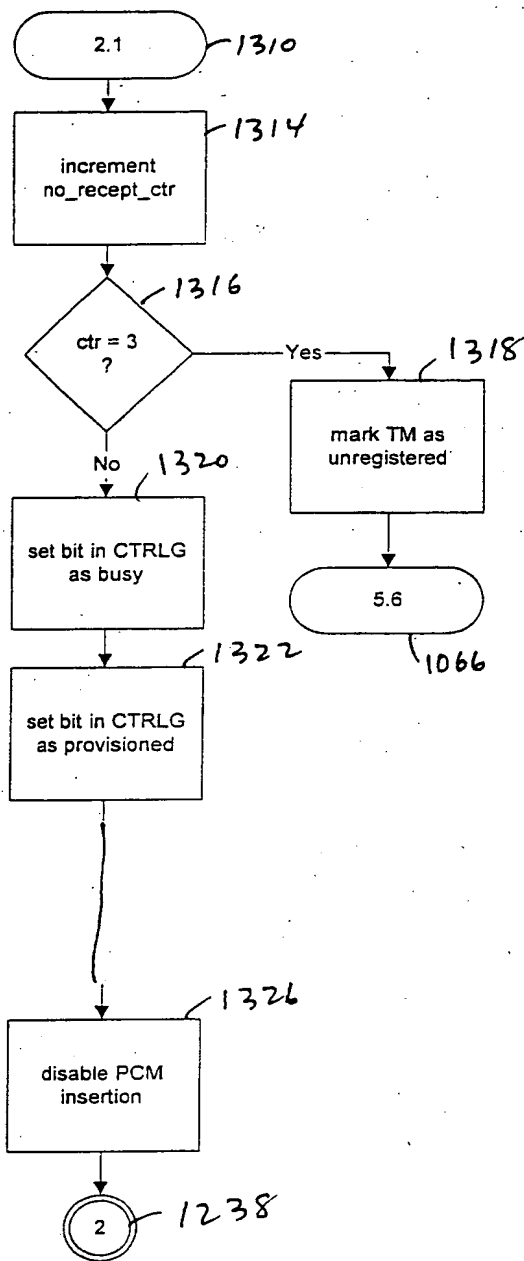 2.1
1310
1314
increment
no_recept_ctr
1316
ctr = 3
?
Yes
1318
mark TM as
unregistered
No
1320
set bit in CTRLG
as busy
5.6
1066
1322
set bit in CTRLG
as provisioned
1326
disable PCM
insertion
2
1238